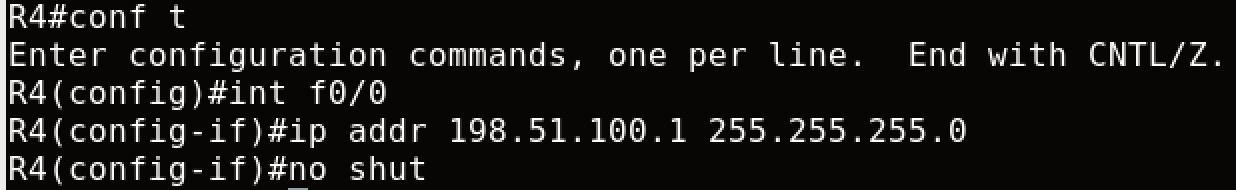 R4#conf t
Enter configuration commands, one per line.  End with CNTL/Z.
R4(config)#int f0/0
R4(config-if)#ip addr 198.51.100.1 255.255.255.0
R4(config-if)#no shut